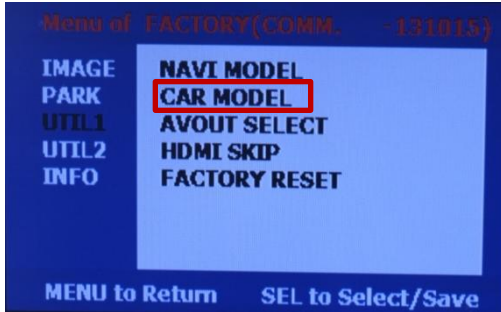 Menu of FACTORY(COMM. -131015)
IMAGE
PARK
UTIL1
UTIL2
INFO
NAVI MODEL
CAR MODEL
AVOUT SELECT
HDMI SKIP
FACTORY RESET
MENU to Return SEL to Select/Save